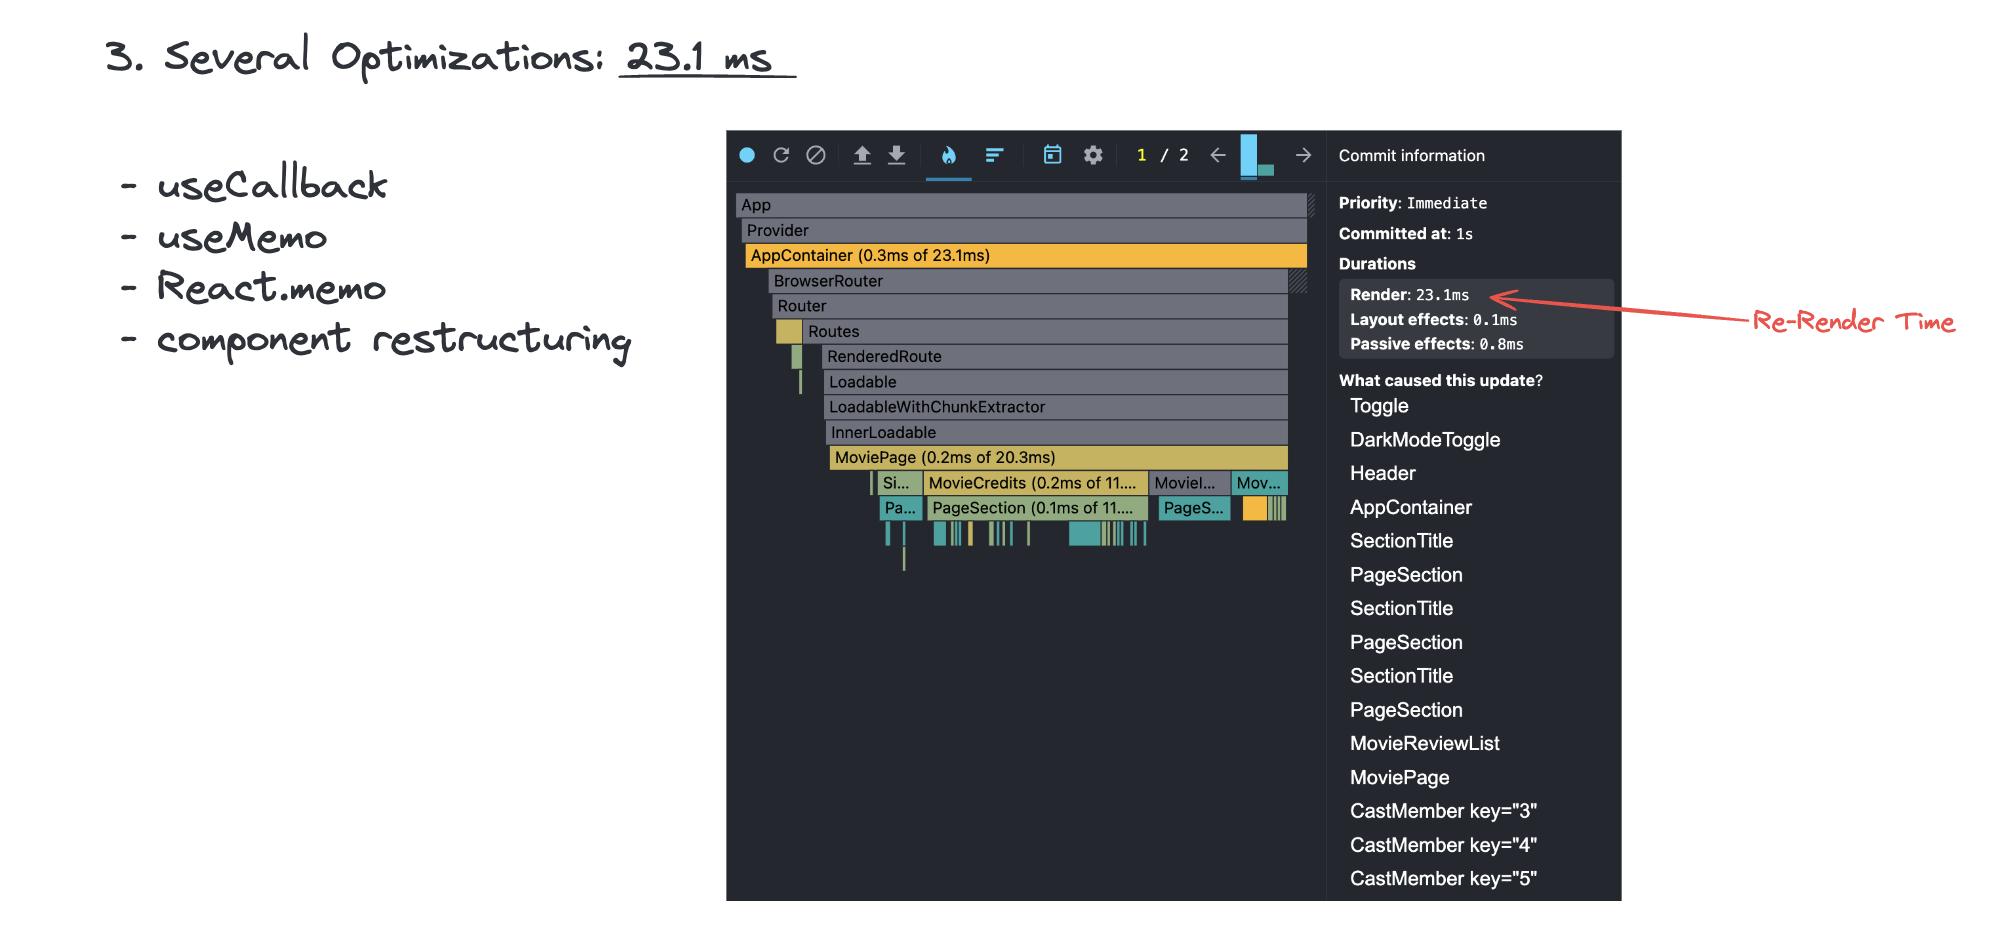 3. Several Optimizations: 23.1 ms
- useCallback
- useMemo
- React.memo
- component restructuring
1 / 2
App
Provider
AppContainer (0.3ms of 23.1ms)
BrowserRouter
Router
Routes
RenderedRoute
Loadable
LoadableWithChunkExtractor
InnerLoadable
MoviePage (0.2ms of 20.3ms)
Si... MovieCredits (0.2ms of 11.... MovieI... Mov...
Pa... PageSection (0.1ms of 11.... PageS...
Commit information
Priority: Immediate
Committed at: 1s
Durations
Render: 23.1ms
Layout effects: 0.1ms
Passive effects: 0.8ms
What caused this update?
Toggle
DarkModeToggle
Header
AppContainer
SectionTitle
PageSection
SectionTitle
PageSection
SectionTitle
PageSection
MovieReviewList
MoviePage
CastMember key="3"
CastMember key="4"
CastMember key="5"
Re-Render Time